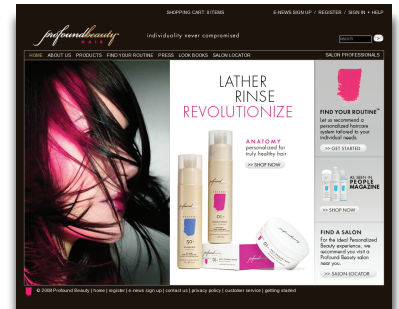 SHOPPING CART: 0 ITEMS
E-NEWS SIGN UP / REGISTER / SIGN IN • HELP
profoundbeauty
HAIR
individuality never compromised
HOME ABOUT US PRODUCTS FIND YOUR ROUTINE PRESS LOOK BOOKS SALON LOCATOR
SALON PROFESSIONALS
LATHER
RINSE
REVOLUTIONIZE
ANATOMY
personalized for
truly healthy hair
>> SHOP NOW
FIND YOUR ROUTINE™
Let us recommend a
personalized haircare
system tailored to your
individual needs.
>> GET STARTED
AS SEEN IN
PEOPLE
MAGAZINE
>> SHOP NOW
FIND A SALON
For the ideal Personalized
Beauty experience, we
recommend you visit a
Profound Beauty salon
near you.
>> SALON LOCATOR
© 2008 Profound Beauty | home | register | e-news sign up | contact us | privacy policy | customer service | getting started